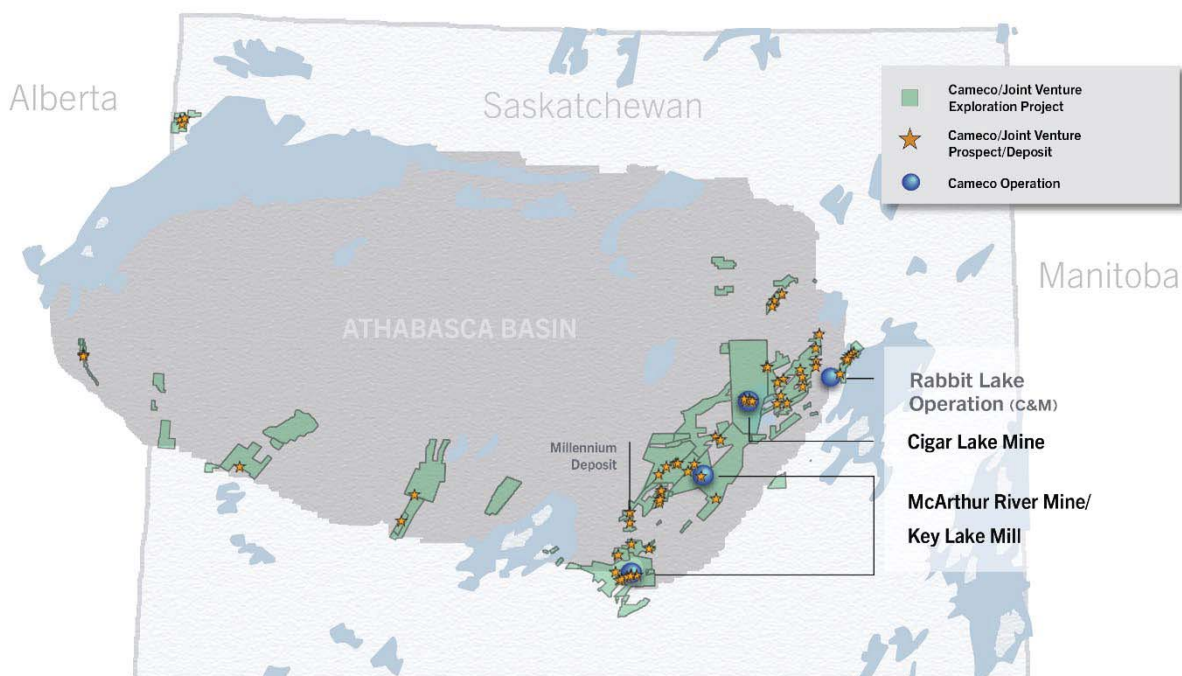 Alberta
Saskatchewan
Cameco/Joint Venture
Exploration Project
Cameco/Joint Venture
Prospect/Deposit
Cameco Operation
Manitoba
ATHABASCA BASIN
Rabbit Lake
Operation (C&M)
Cigar Lake Mine
Millennium
Deposit
McArthur River Mine/
Key Lake Mill